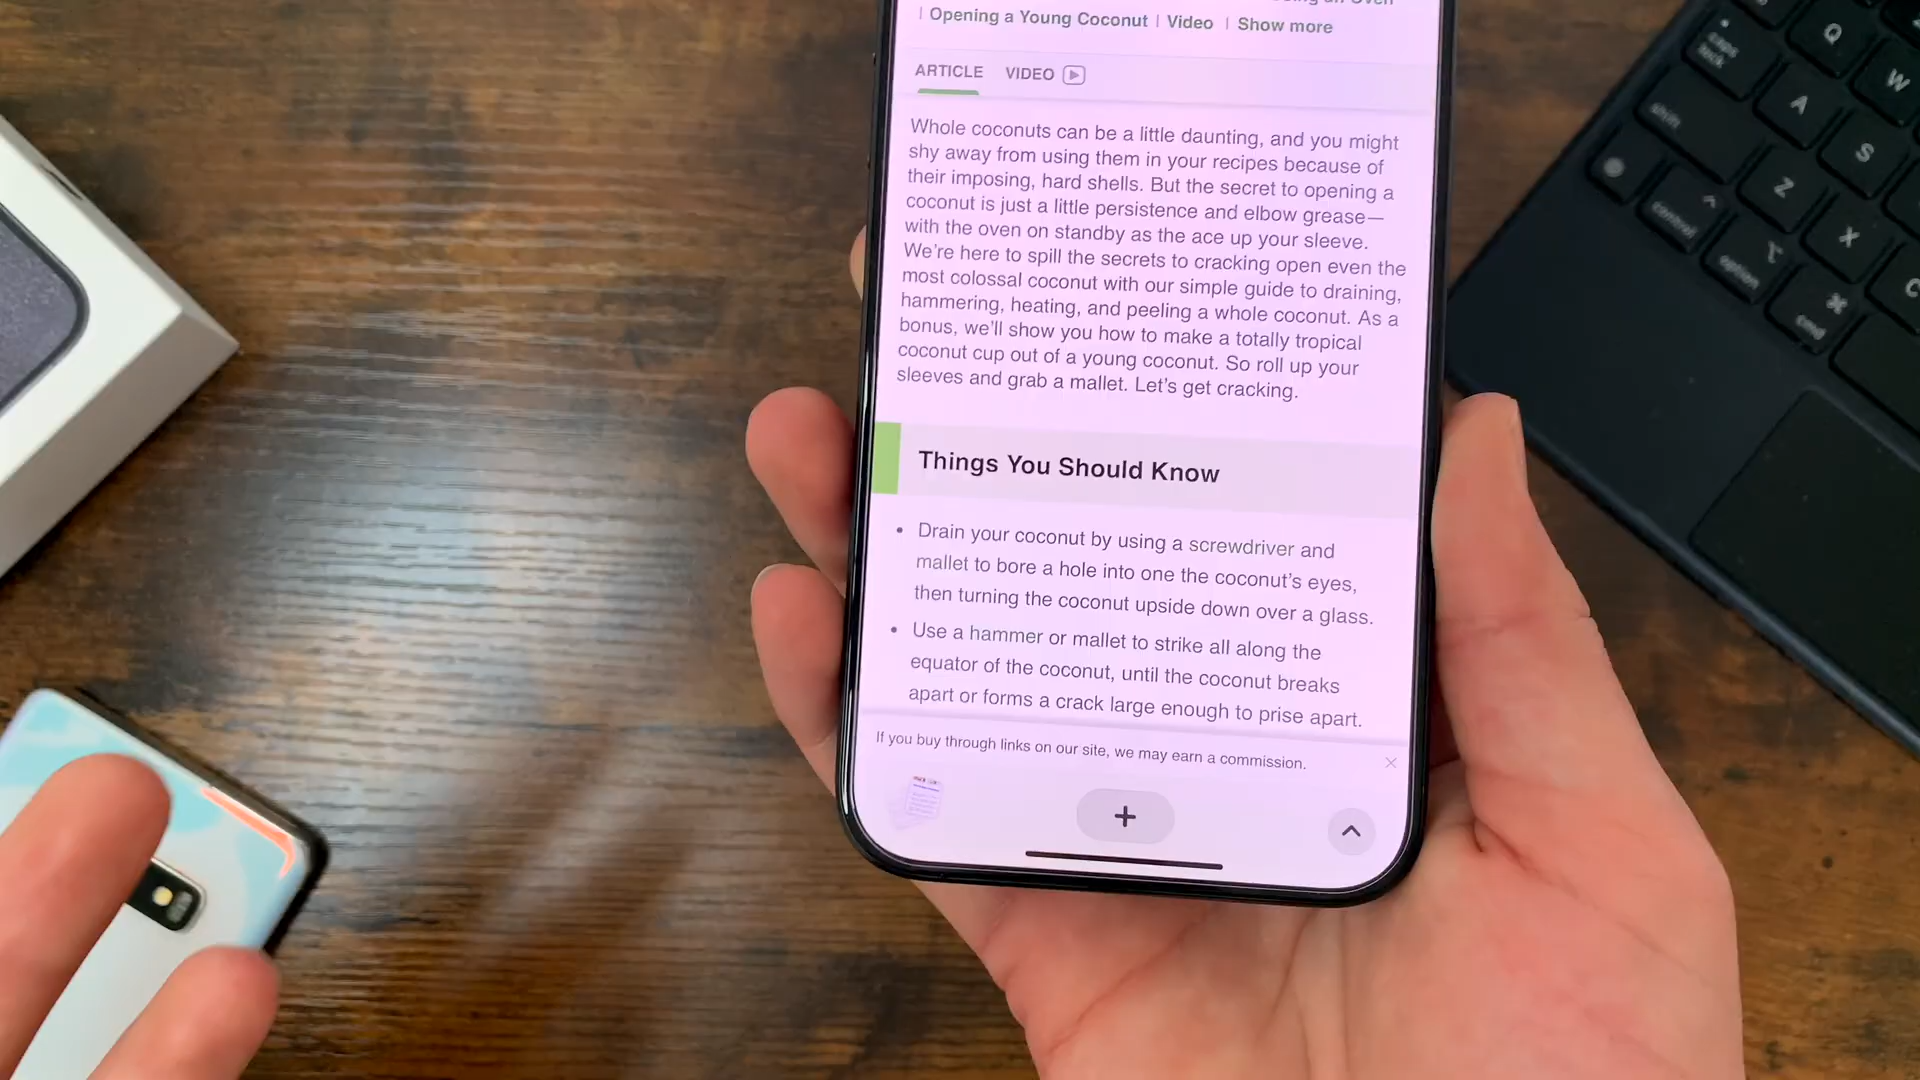 Oven
| Opening a Young Coconut | Video | Show more
ARTICLE VIDEO
Whole coconuts can be a little daunting, and you might
shy away from using them in your recipes because of
their imposing, hard shells. But the secret to opening a
coconut is just a little persistence and elbow grease—
with the oven on standby as the ace up your sleeve.
We're here to spill the secrets to cracking open even the
most colossal coconut with our simple guide to draining,
hammering, heating, and peeling a whole coconut. As a
bonus, we'll show you how to make a totally tropical
coconut cup out of a young coconut. So roll up your
sleeves and grab a mallet. Let's get cracking.
Things You Should Know
• Drain your coconut by using a screwdriver and
mallet to bore a hole into one the coconut's eyes,
then turning the coconut upside down over a glass.
• Use a hammer or mallet to strike all along the
equator of the coconut, until the coconut breaks
apart or forms a crack large enough to prise apart.
If you buy through links on our site, we may earn a commission.
Q
W
caps lock
A
S
shift
Z
X
C
control
option
cmd